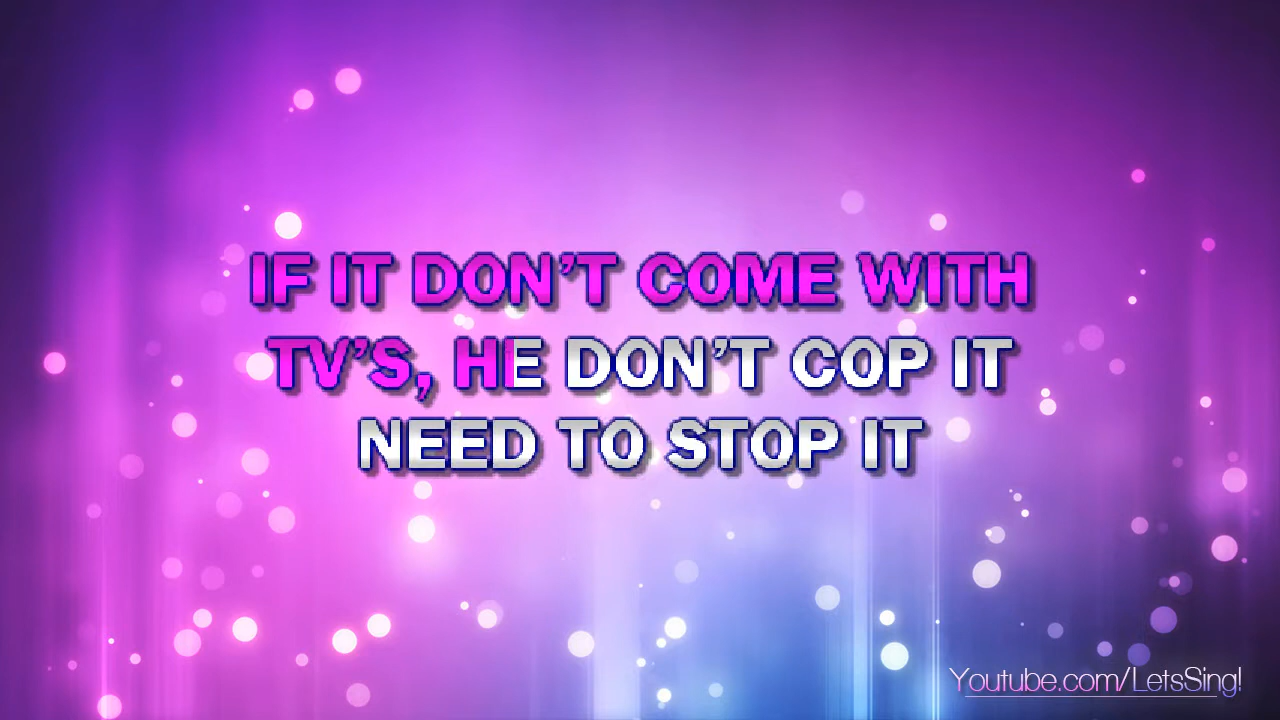 IF IT DON’T COME WITH
TV’S, HE DON’T COP IT
NEED TO STOP IT
Youtube.com/LetsSing!